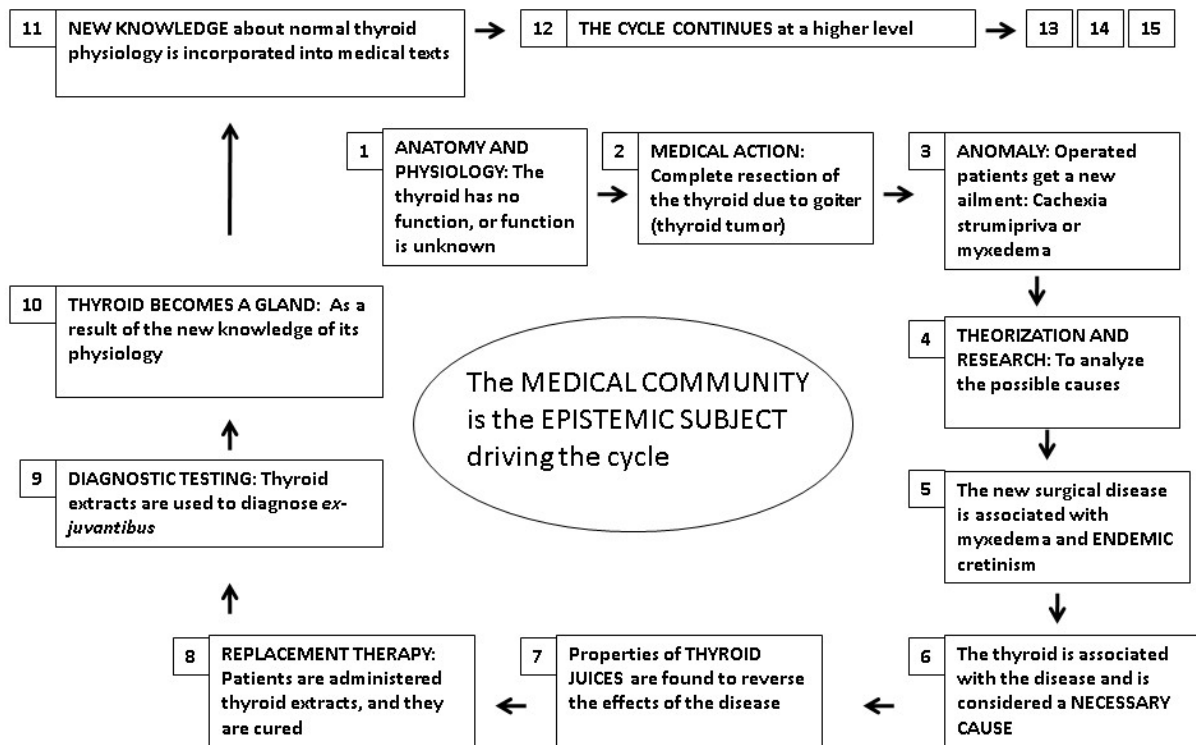 11
NEW KNOWLEDGE about normal thyroid
physiology is incorporated into medical texts
12
THE CYCLE CONTINUES at a higher level
13
14
15
1
ANATOMY AND
PHYSIOLOGY: The
thyroid has no
function, or function
is unknown
2
MEDICAL ACTION:
Complete resection
of the thyroid due to goiter
(thyroid tumor)
3
ANOMALY: Operated
patients get a new
ailment: Cachexia
strumipriva or
myxedema
4
THEORIZATION AND
RESEARCH: To analyze
the possible causes
5
The new surgical disease
is associated with
myxedema and ENDEMIC
cretinism
6
The thyroid is associated
with the disease and is
considered a NECESSARY
CAUSE
7
Properties of THYROID
JUICES are found to reverse
the effects of the disease
8
REPLACEMENT THERAPY:
Patients are administered
thyroid extracts, and they
are cured
9
DIAGNOSTIC TESTING: Thyroid
extracts are used to diagnose ex-
juvantibus
10
THYROID BECOMES A GLAND: As a
result of the new knowledge of its
physiology
The MEDICAL COMMUNITY
is the EPISTEMIC SUBJECT
driving the cycle